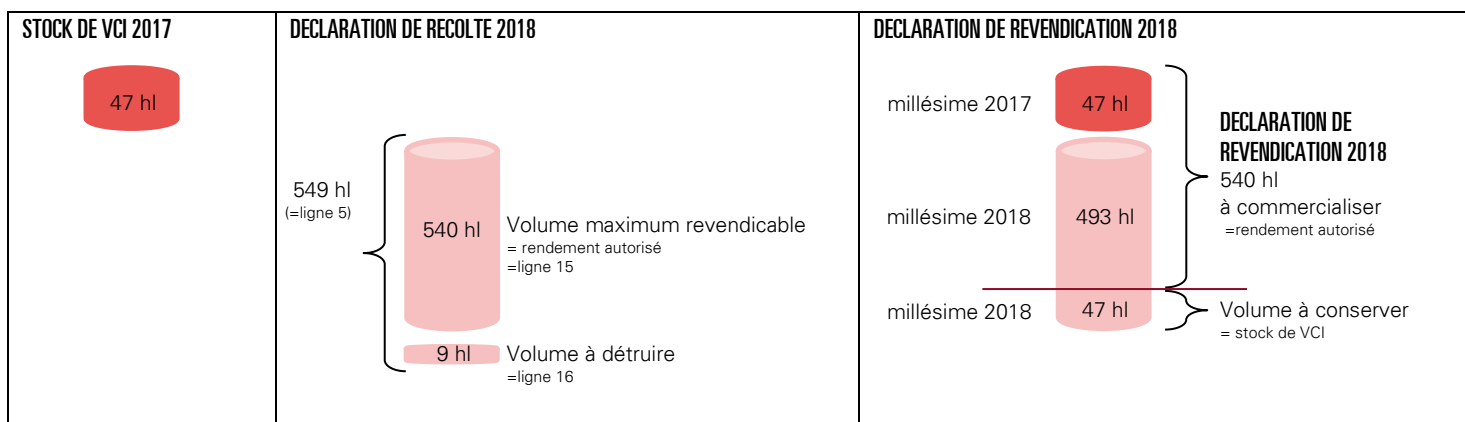 STOCK DE VCI 2017
47 hl
DECLARATION DE RECOLTE 2018
549 hl
(=ligne 5)
540 hl
Volume maximum revendicable
= rendement autorisé
=ligne 15
9 hl
Volume à détruire
=ligne 16
DECLARATION DE REVENDICATION 2018
millésime 2017
47 hl
DECLARATION DE
REVENDICATION 2018
540 hl
à commercialiser
=rendement autorisé
millésime 2018
493 hl
millésime 2018
47 hl
Volume à conserver
= stock de VCI